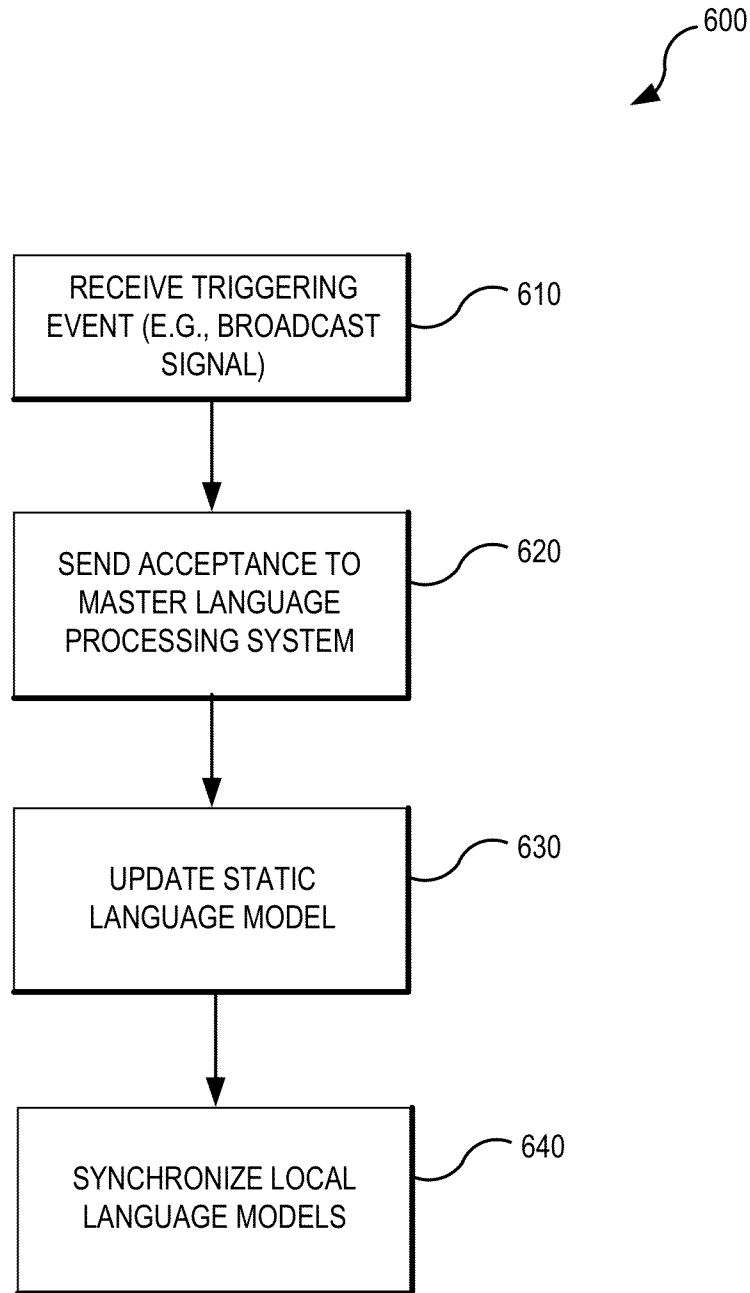 600
RECEIVE TRIGGERING
EVENT (E.G., BROADCAST
SIGNAL)
610
SEND ACCEPTANCE TO
MASTER LANGUAGE
PROCESSING SYSTEM
620
UPDATE STATIC
LANGUAGE MODEL
630
SYNCHRONIZE LOCAL
LANGUAGE MODELS
640